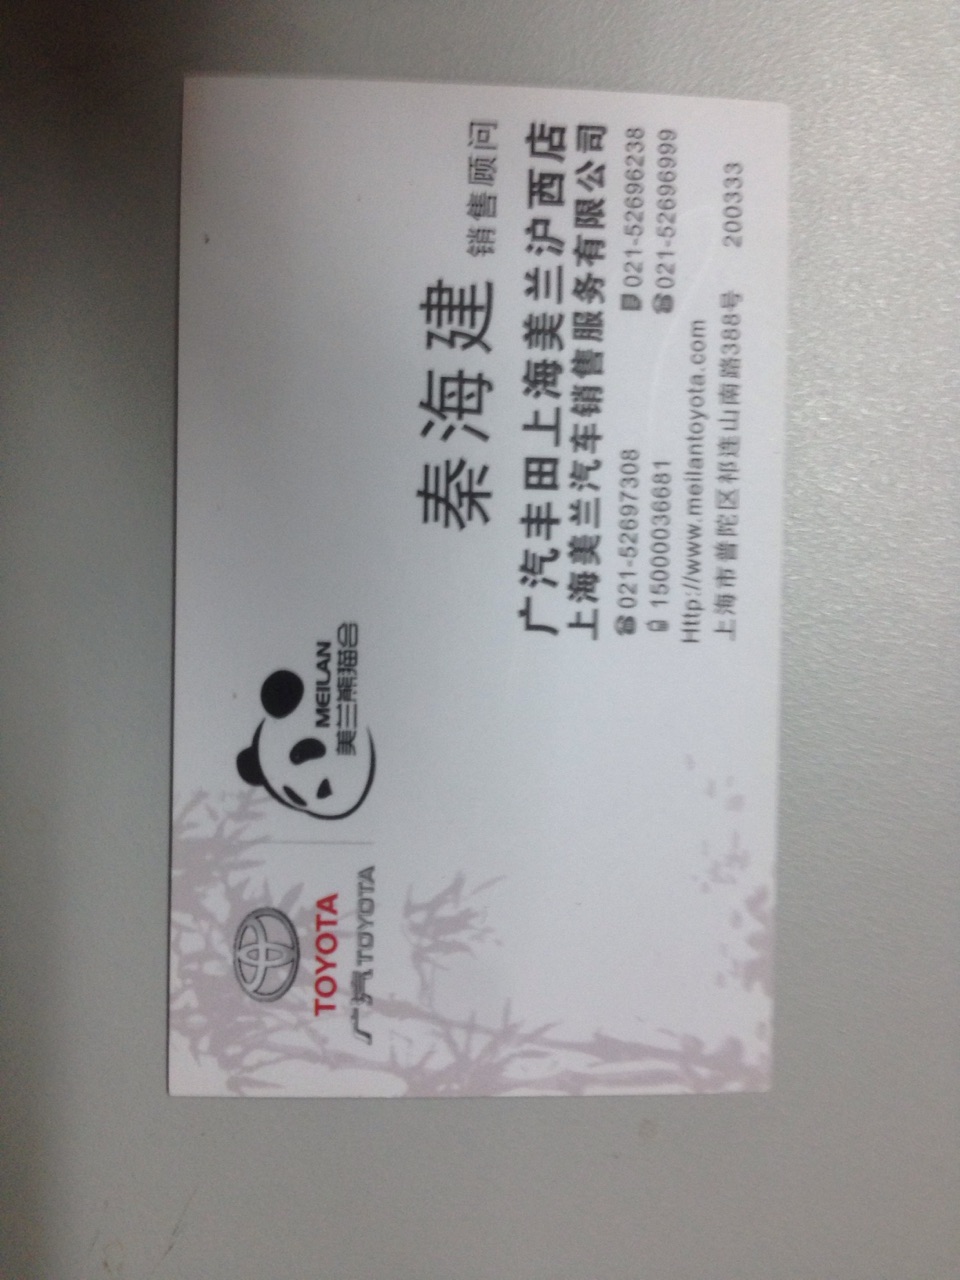 TOYOTA
广汽TOYOTA
MEILAN
美兰熊猫会
秦海建 销售顾问
广汽丰田上海美兰沪西店
上海美兰汽车销售服务有限公司
021-52697308 021-52696238
15000036681 021-52696999
Http://www.meilantoyota.com
上海市普陀区祁连山南路388号 200333